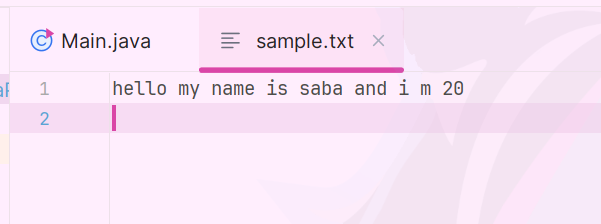 Main.java sample.txt
1 hello my name is saba and i m 20
2